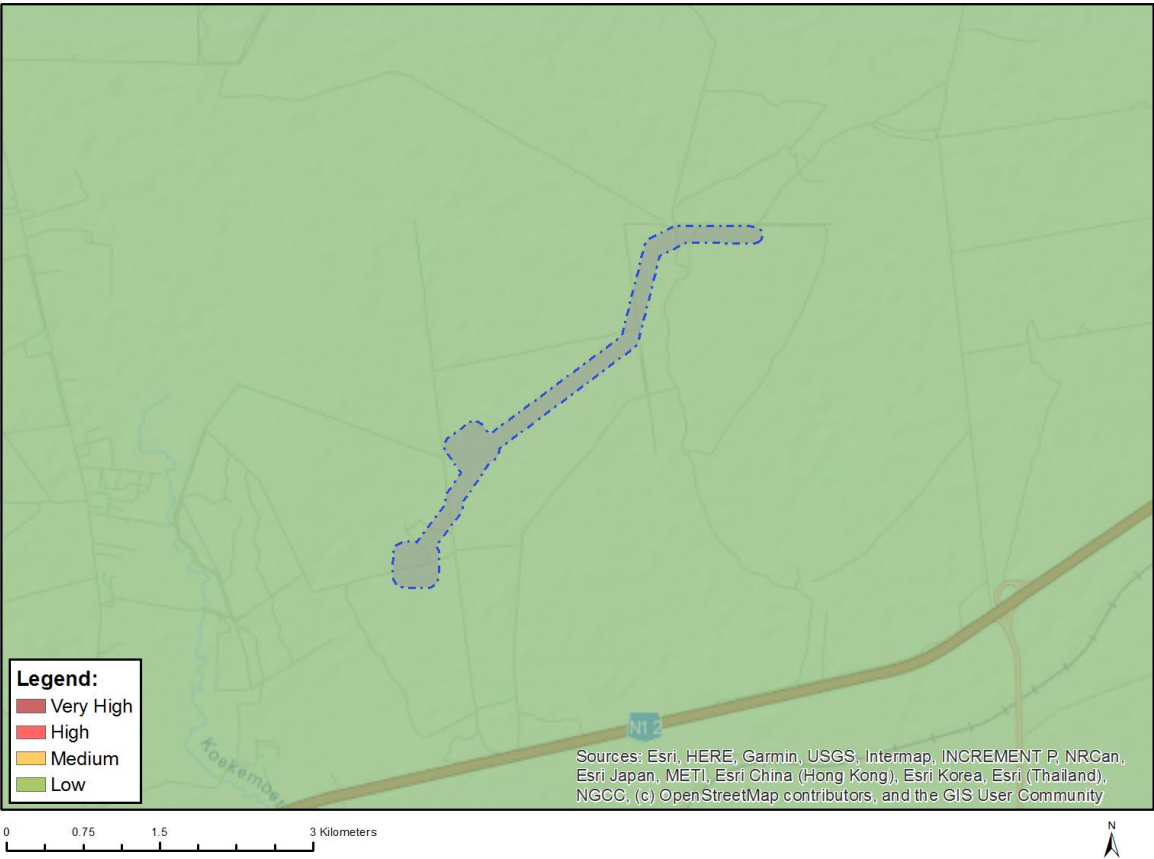 Legend:
Very High
High
Medium
Low
N12
Koekemoer
Sources: Esri, HERE, Garmin, USGS, Intermap, INCREMENT P, NRCan,
Esri Japan, METI, Esri China (Hong Kong), Esri Korea, Esri (Thailand),
NGCC, (c) OpenStreetMap contributors, and the GIS User Community
0 0.75 1.5 3 Kilometers
N